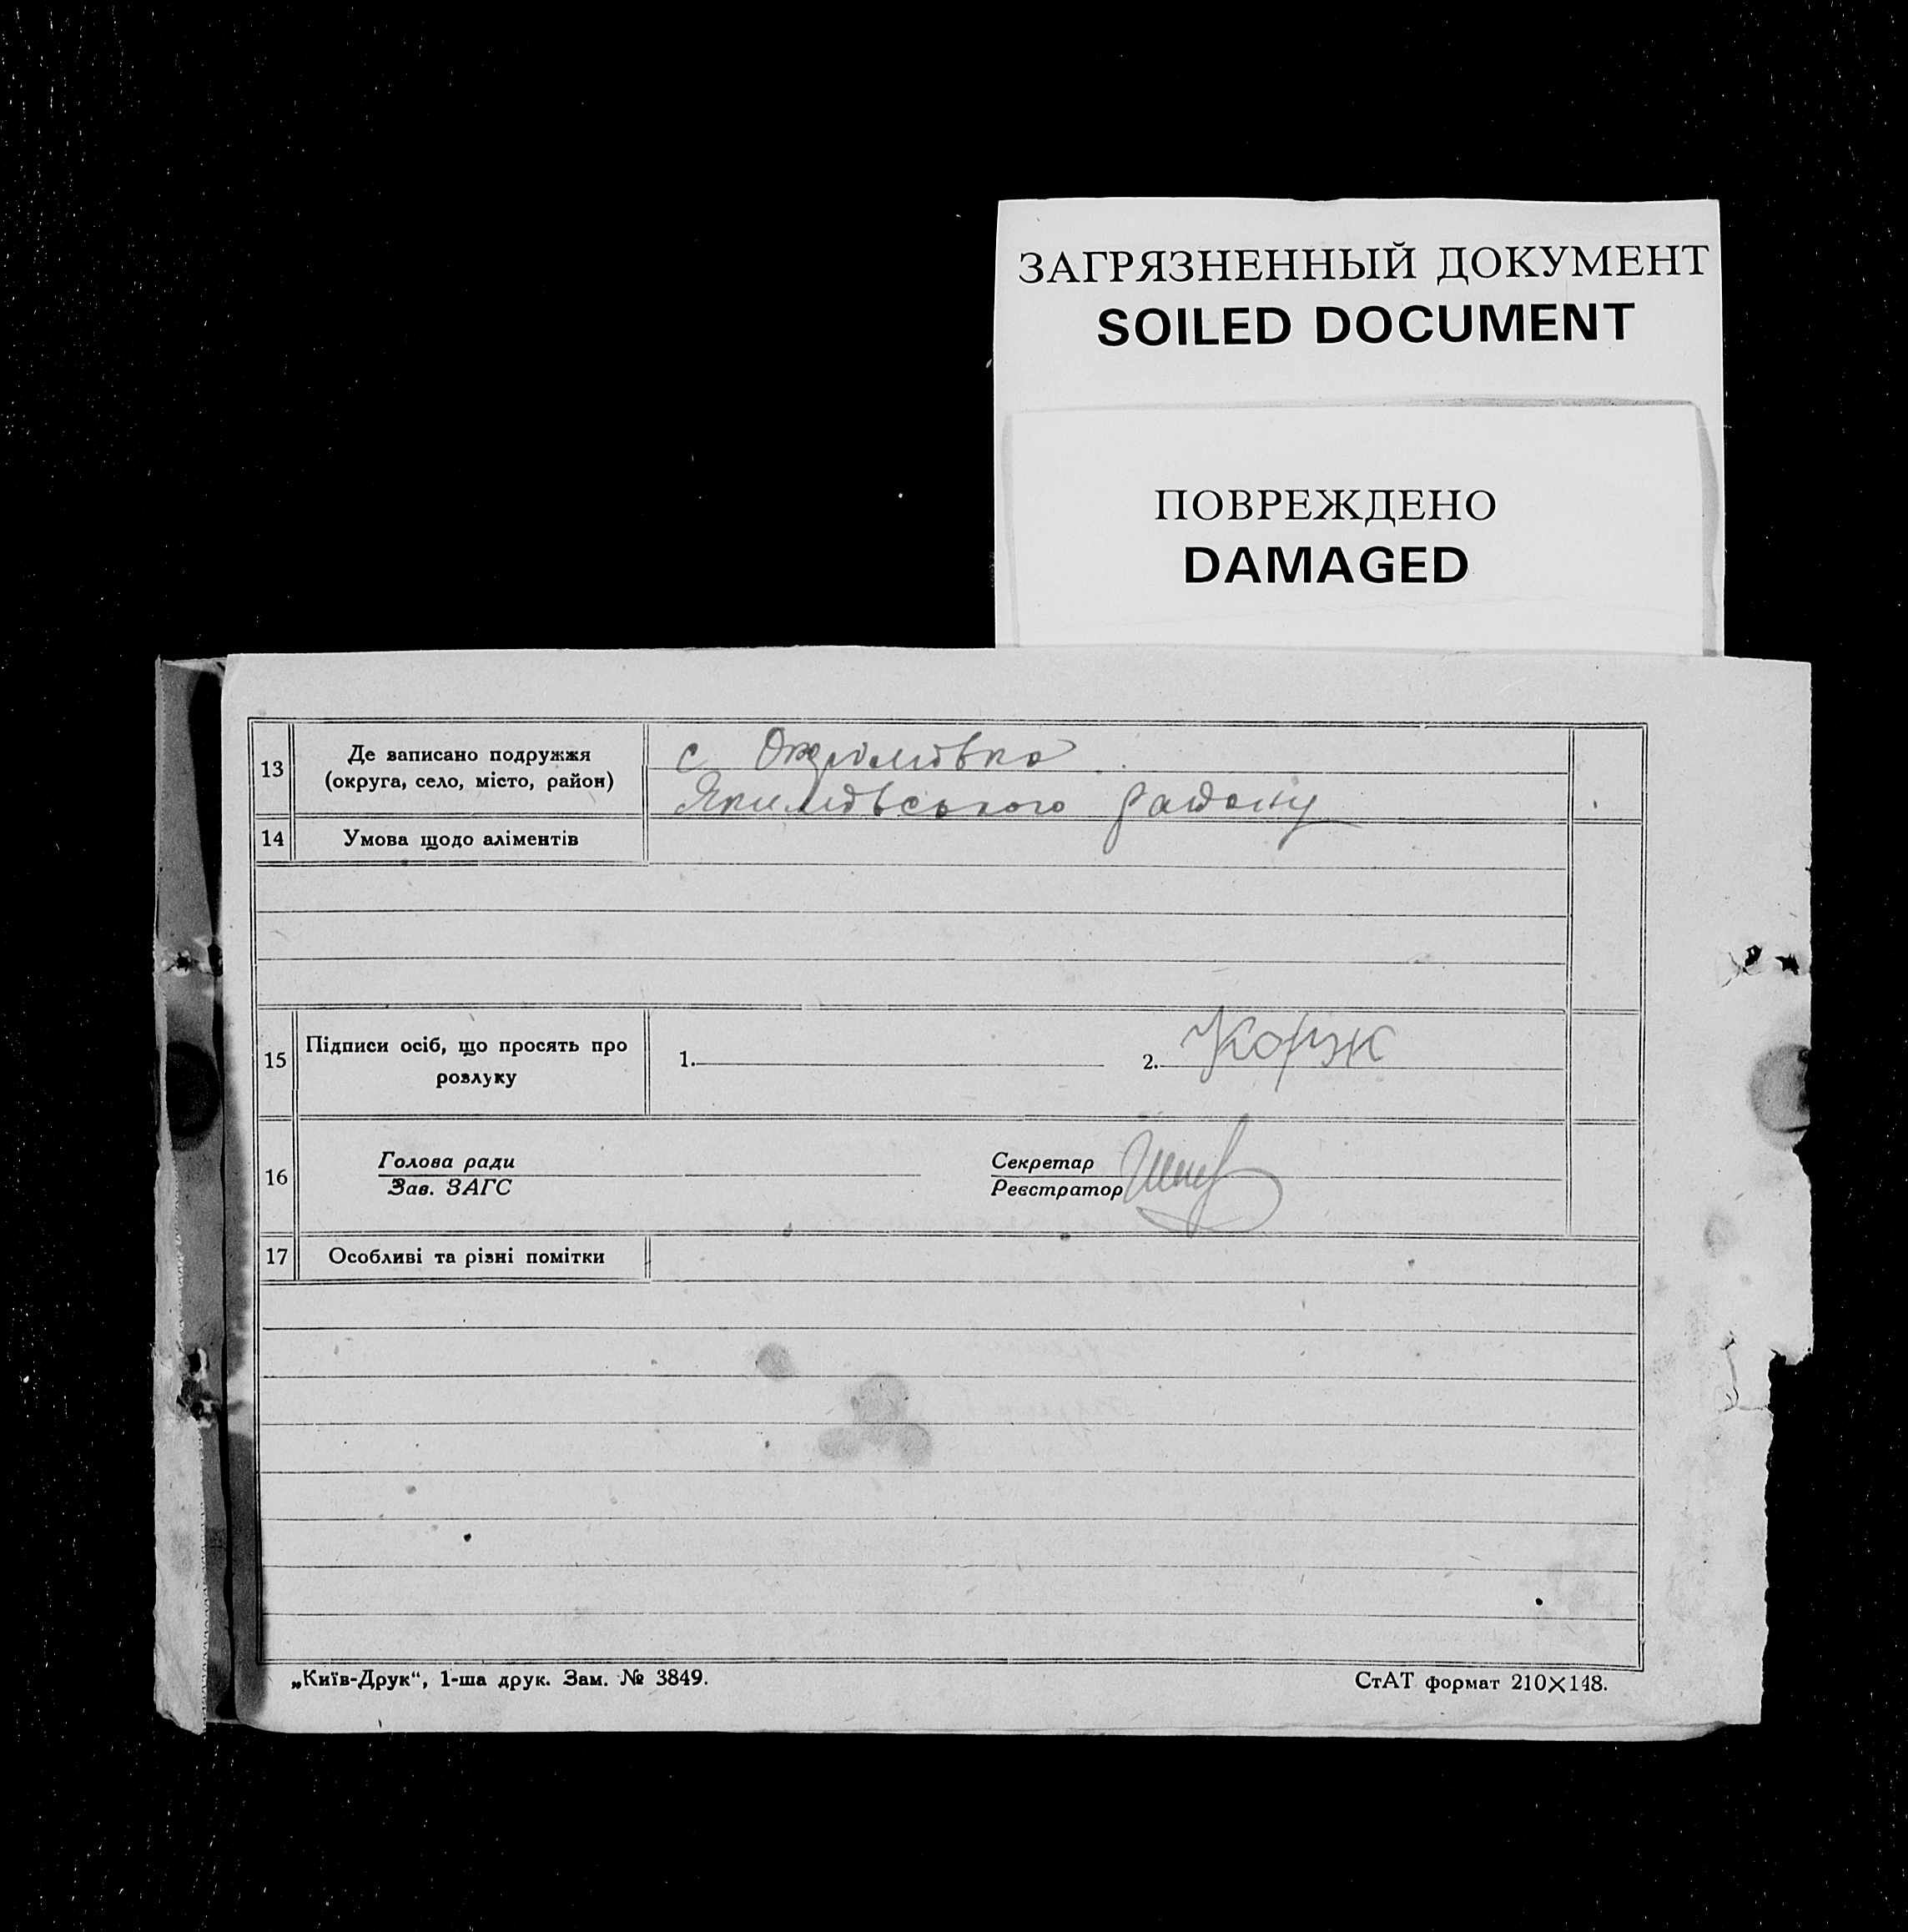 ЗАГРЯЗНЕННЫЙ ДОКУМЕНТ
SOILED DOCUMENT
ПОВРЕЖДЕНО
DAMAGED
13 Де записано подружжя
(округа, село, місто, район)
с.
Якимівського району
14 Умова щодо аліментів
15 Підписи осіб, що просять про
розлуку
1. 2. Корж
16 Голова ради
Зав. ЗАГС
Секретар
Реєстратор
17 Особливі та різні помітки
„Київ-Друк“, 1-ша друк. Зам. № 3849.
СтАТ формат 210×148.